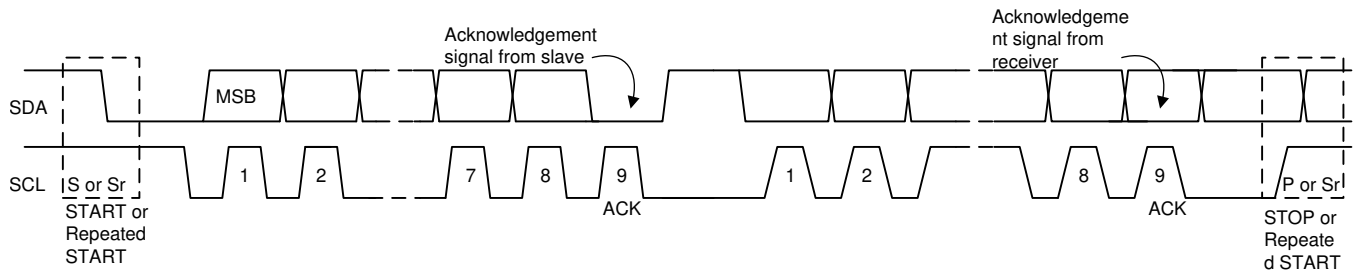 Acknowledgement
signal from slave
Acknowledgeme
nt signal from
receiver
SDA
MSB
SCL
S or Sr
1
2
7
8
9
1
2
8
9
P or Sr
ACK
ACK
START or
Repeated
START
STOP or
Repeate
d START